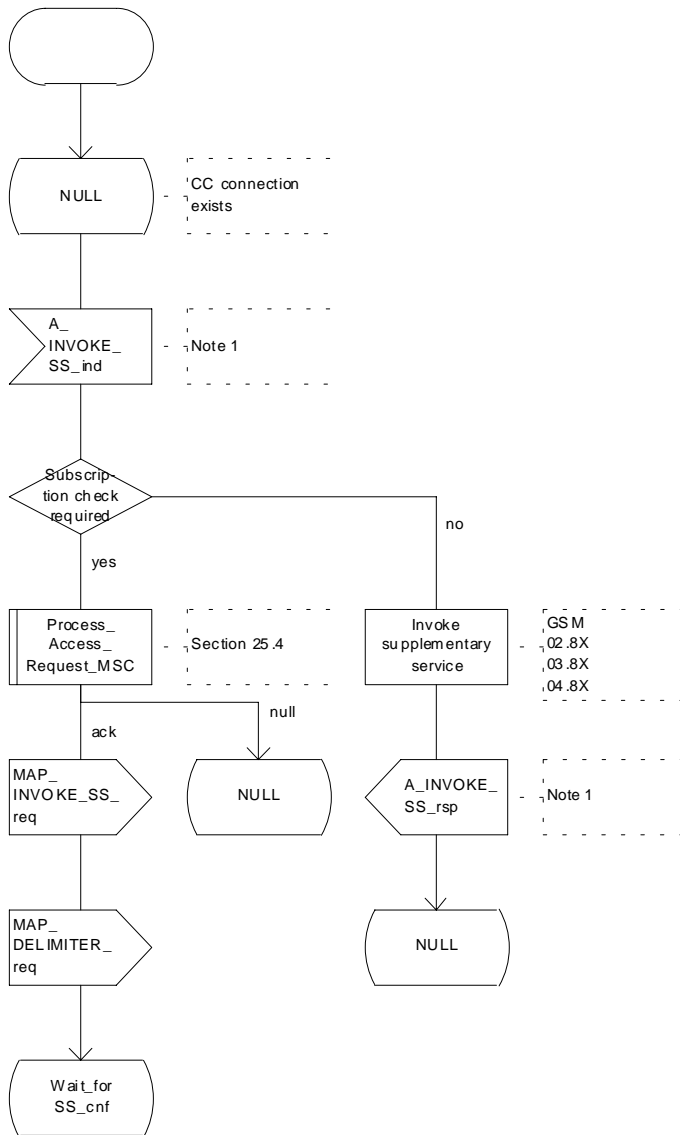 NULL
CC connection
exists
A_
INVOKE_
SS_ind
Note 1
Subscrip-
tion check
required
no
yes
Process_
Access_
Request_MSC
Section 25.4
Invoke
supplementary
service
GSM
02.8X
03.8X
04.8X
null
ack
MAP_
INVOKE_SS_
req
NULL
A_INVOKE_
SS_rsp
Note 1
MAP_
DELIMITER_
req
NULL
Wait_for
SS_cnf